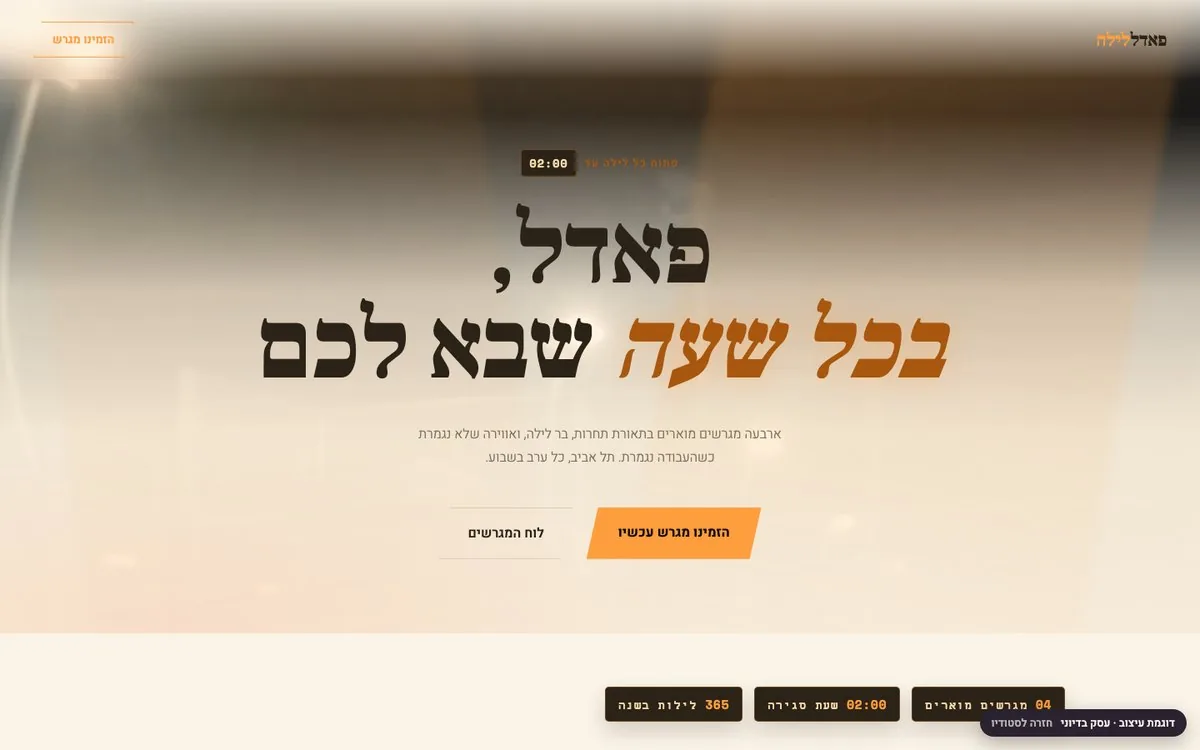 פאדללילה
הזמינו מגרש
פתוח כל לילה עד 02:00
פאדל,
בכל שעה שבא לכם
ארבעה מגרשים מוארים בתאורת תחרות, בר לילה, ואווירה שלא נגמרת
כשהעבודה נגמרת. תל אביב, כל ערב בשבוע.
הזמינו מגרש עכשיו
לוח המגרשים
04 מגרשים מוארים
02:00 שעת סגירה
365 לילות בשנה
דוגמת עיצוב · עסק בדיוני חזרה לסטודיו